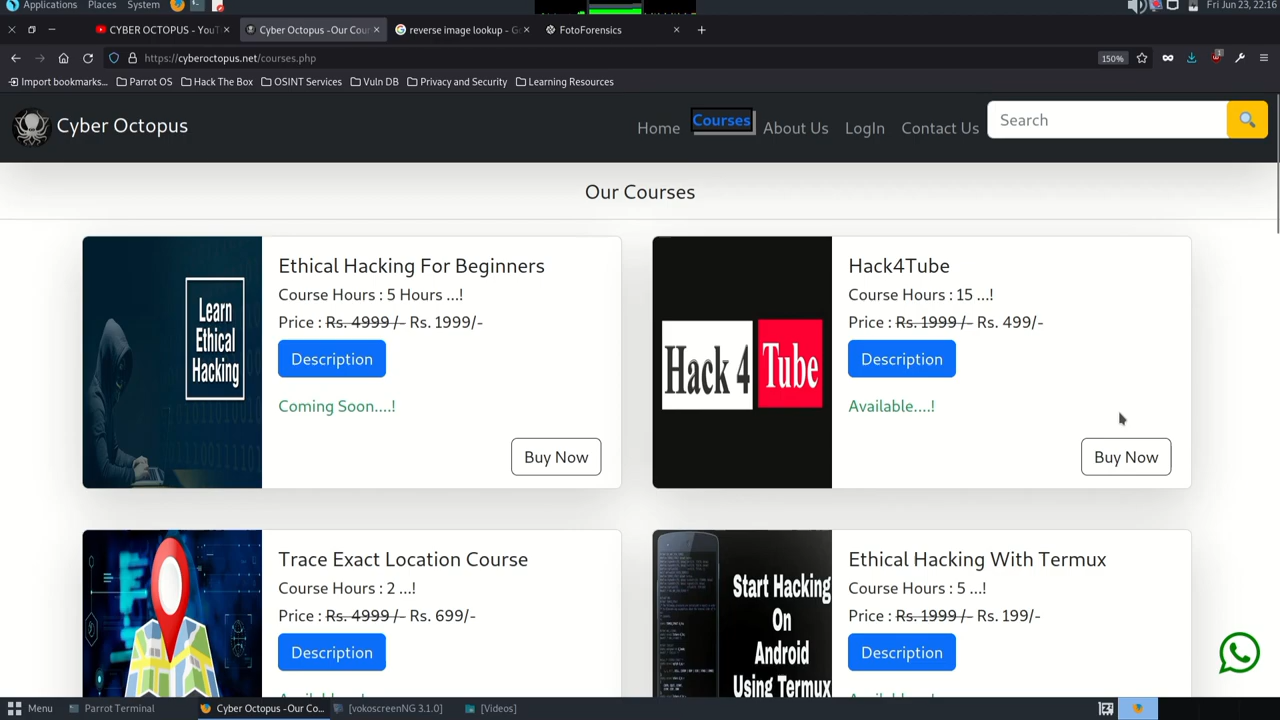 Applications Places System Fri Jun 23, 22:16
CYBER OCTOPUS - YouT Cyber Octopus -Our Cou reverse image lookup - Go FotoForensics
https://cyberoctopus.net/courses.php 150% 1
Import bookmarks... Parrot OS Hack The Box OSINT Services Vuln DB Privacy and Security Learning Resources
Cyber Octopus Home Courses About Us LogIn Contact Us Search
Our Courses
Ethical Hacking For Beginners
Course Hours : 5 Hours ...!
Price : Rs. 4999 /- Rs. 1999/-
Description
Coming Soon....!
Buy Now
Learn
Ethical
Hacking
Hack4Tube
Course Hours : 15 ...!
Price : Rs. 1999 /- Rs. 499/-
Description
Available....!
Buy Now
Hack 4 Tube
Trace Exact Location Course
Course Hours :
Price : Rs. 4999 /- Rs. 699/-
Description
Ethical Hacking With Termux
Course Hours : 5 ...!
Price : Rs. 1999 /- Rs. 199/-
Description
Start Hacking
On
Android
Using Termux
Menu Parrot Terminal Cyber Octopus -Our Co... [vokoscreenNG 3.1.0] [Videos]